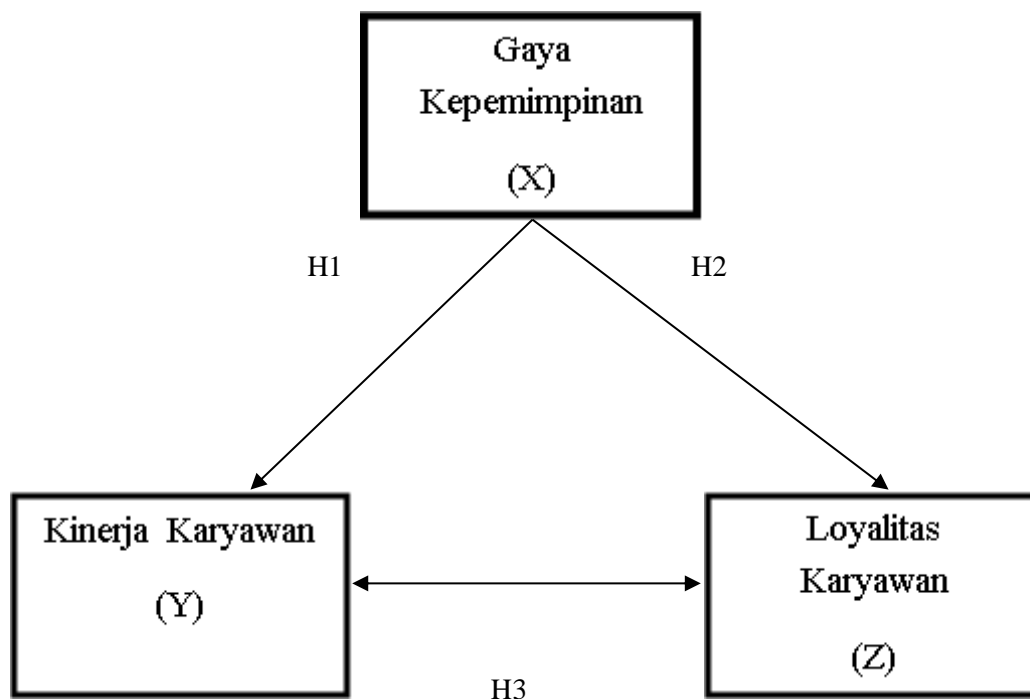 Gaya
Kepemimpinan
(X)
H1
H2
Kinerja Karyawan
(Y)
Loyalitas
Karyawan
(Z)
H3